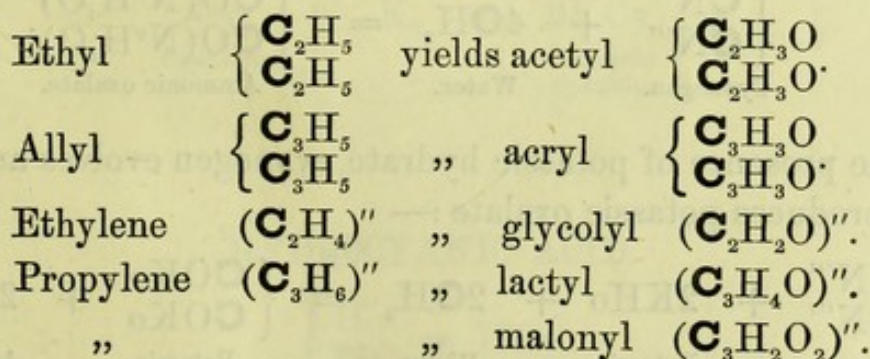 Ethyl { C₂H₅ yields acetyl { C₂H₃O
C₂H₅ C₂H₃O·
Allyl { C₃H₅ „ acryl { C₃H₃O
C₃H₅ C₃H₃O·
Ethylene (C₂H₄)″ „ glycolyl (C₂H₂O)″.
Propylene (C₃H₆)″ „ lactyl (C₃H₄O)″.
„ „ malonyl (C₃H₂O₂)″.